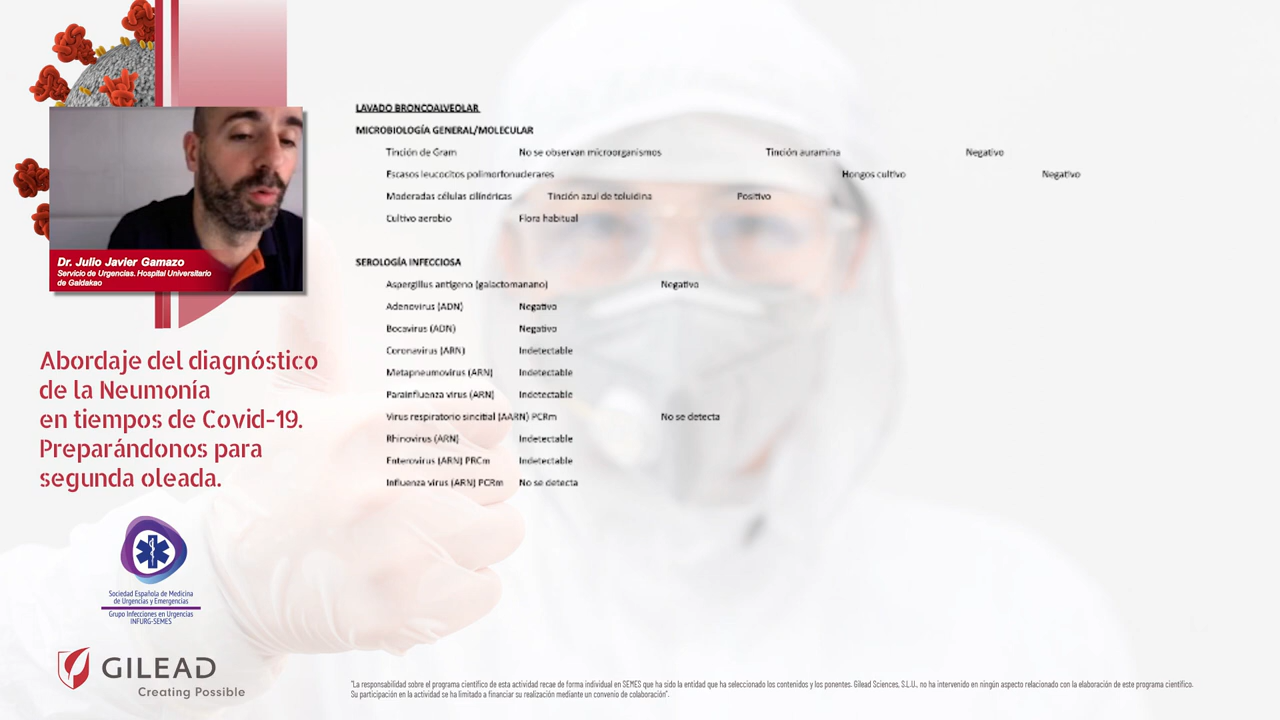 LAVADO BRONCOALVEOLAR
MICROBIOLOGÍA GENERAL/MOLECULAR
Tinción de Gram No se observan microorganismos Tinción auramina Negativo
Escasos leucocitos polimorfonuclerares Hongos cultivo Negativo
Moderadas células cilíndricas Tinción azul de toluidina Positivo
Cultivo aerobio Flora habitual
SEROLOGÍA INFECCIOSA
Aspergillus antígeno (galactomanano) Negativo
Adenovirus (ADN) Negativo
Bocavirus (ADN) Negativo
Coronavirus (ARN) Indetectable
Metapneumovirus (ARN) Indetectable
Parainfluenza virus (ARN) Indetectable
Virus respiratorio sincitial (AARN) PCRm No se detecta
Rhinovirus (ARN) Indetectable
Enterovirus (ARN) PRCm Indetectable
Influenza virus (ARN) PCRm No se detecta
Dr. Julio Javier Gamazo
Servicio de Urgencias. Hospital Universitario
de Galdakao
Abordaje del diagnóstico
de la Neumonía
en tiempos de Covid-19.
Preparándonos para
segunda oleada.
Sociedad Española de Medicina
de Urgencias y Emergencias
Grupo Infecciones en Urgencias
INFURG-SEMES
GILEAD
Creating Possible
"La responsabilidad sobre el programa científico de esta actividad recae de forma individual en SEMES que ha sido la entidad que ha seleccionado los contenidos y los ponentes. Gilead Sciences, S.L.U., no ha intervenido en ningún aspecto relacionado con la elaboración de este programa científico.
Su participación en la actividad se ha limitado a financiar su realización mediante un convenio de colaboración".